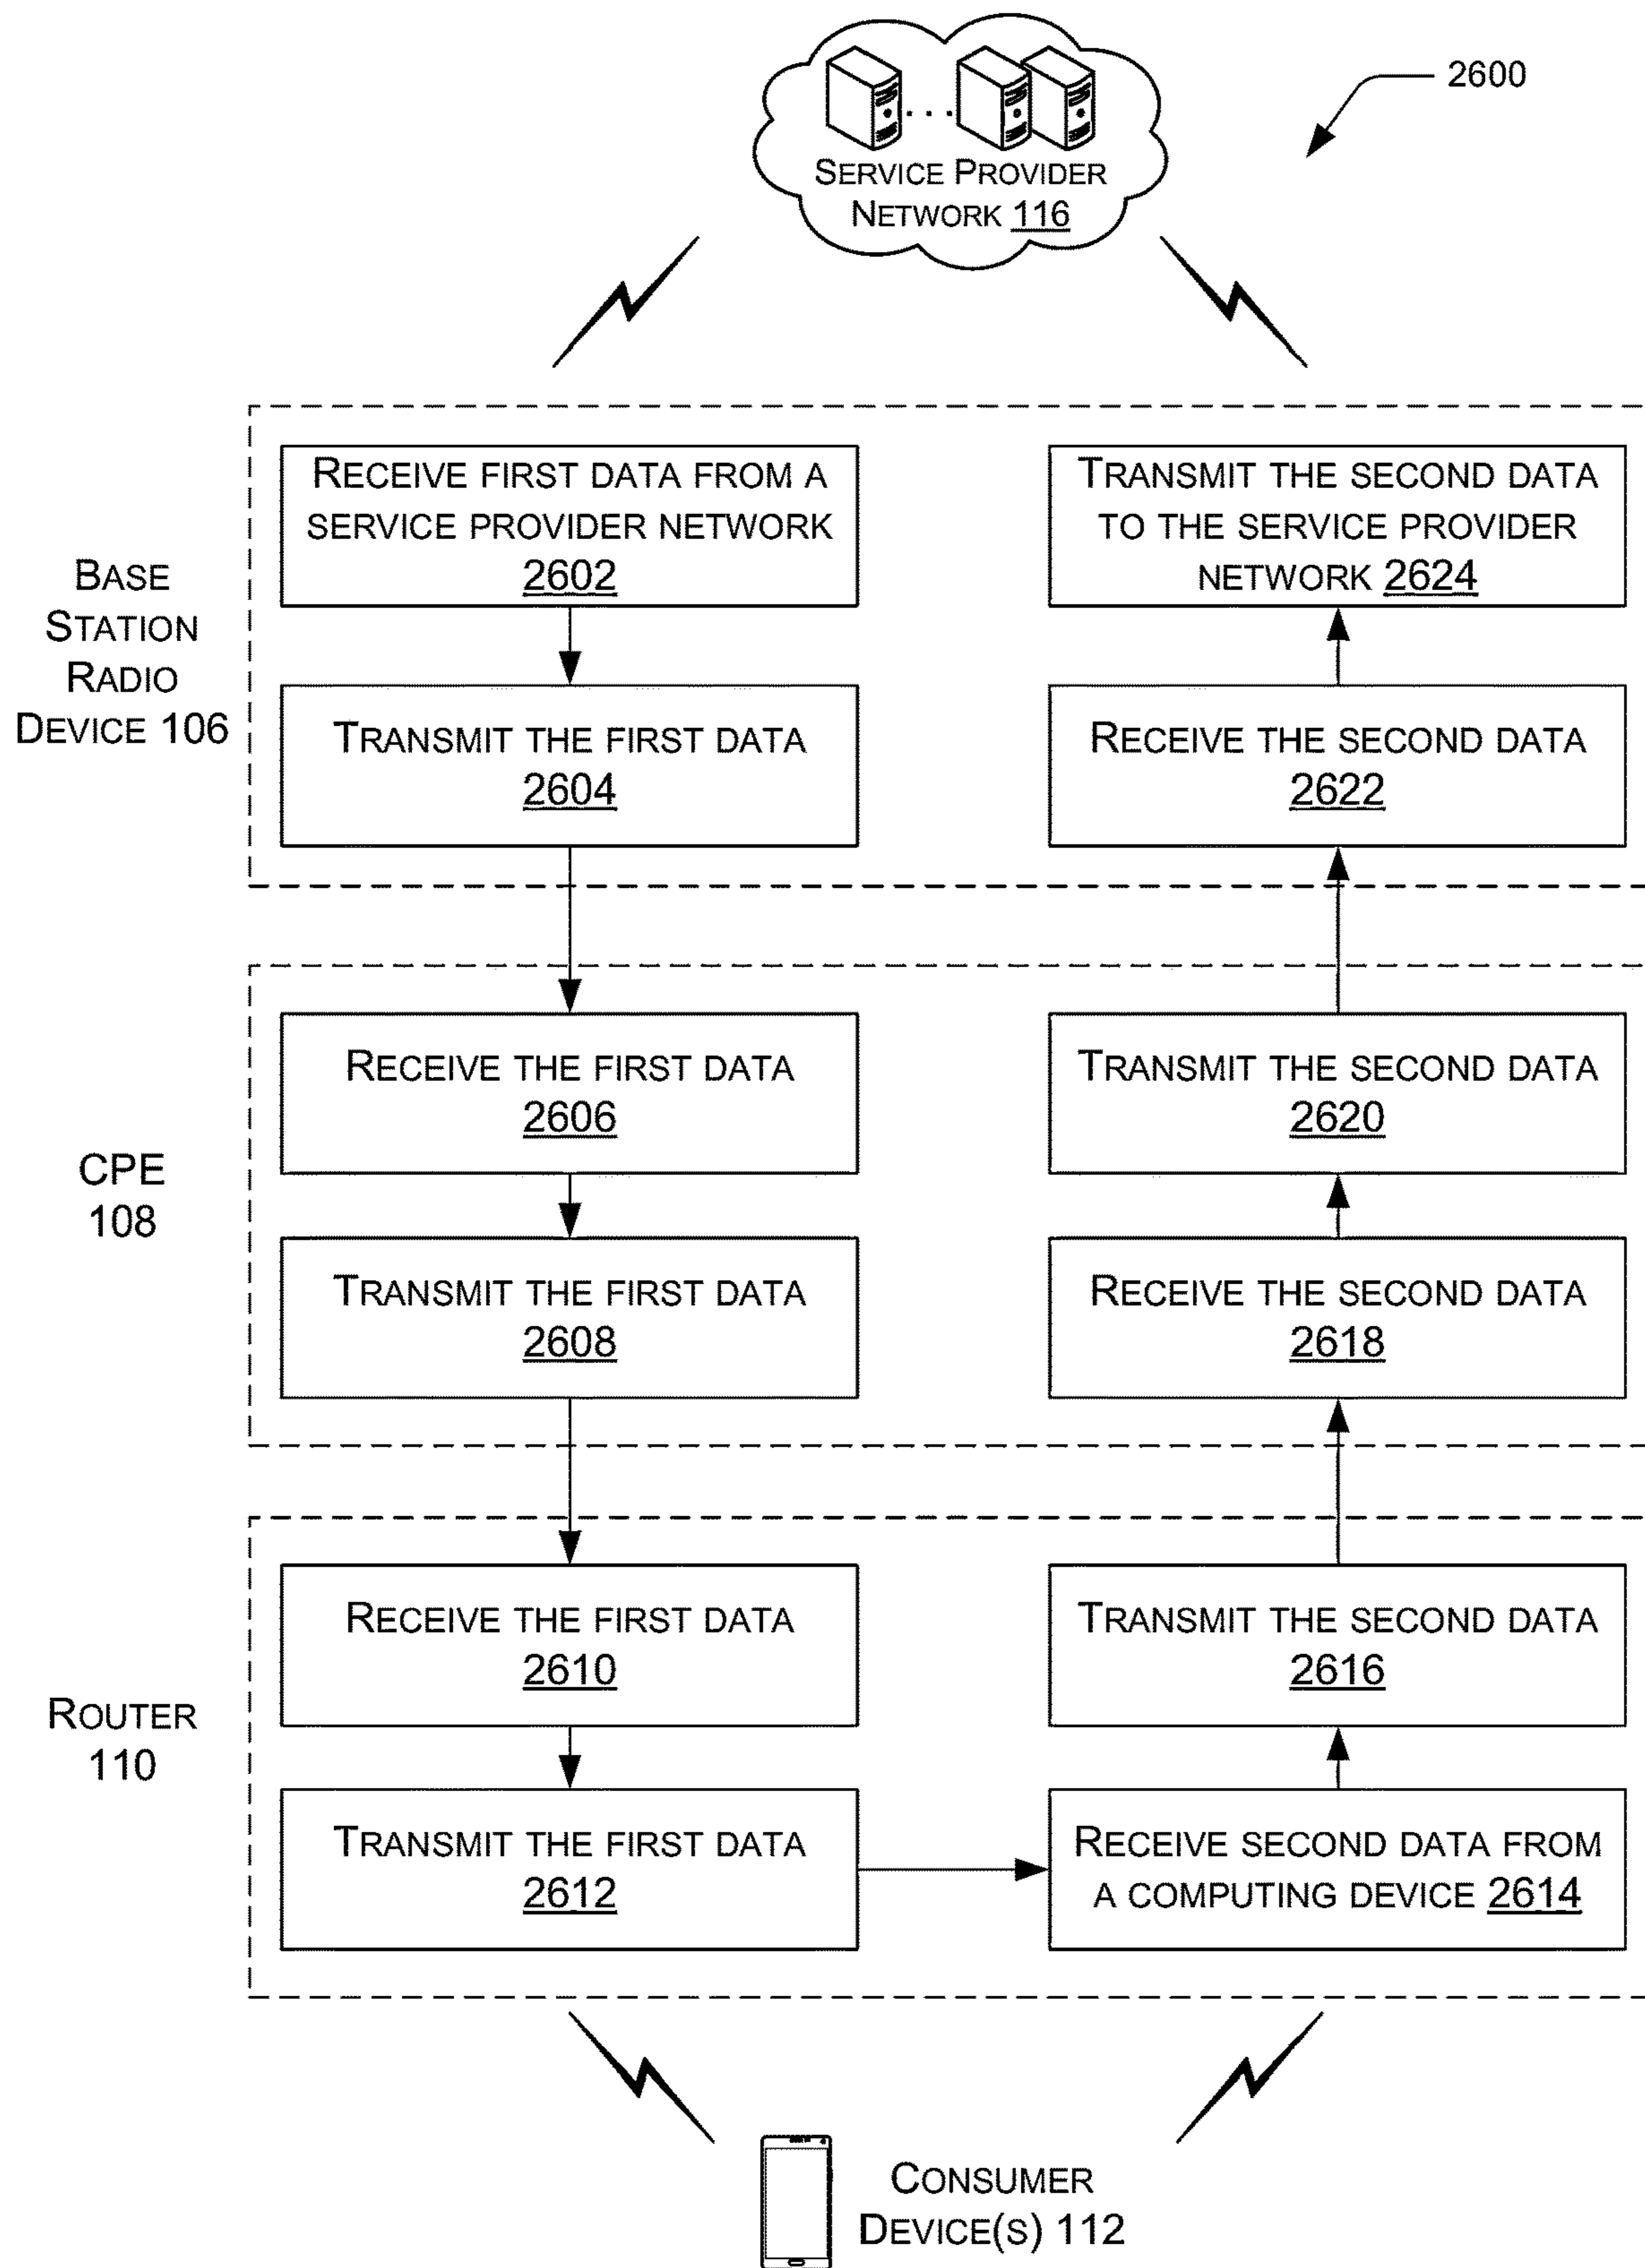 2600
SERVICE PROVIDER
NETWORK 116
BASE
STATION
RADIO
DEVICE 106
RECEIVE FIRST DATA FROM A
SERVICE PROVIDER NETWORK
2602
TRANSMIT THE SECOND DATA
TO THE SERVICE PROVIDER
NETWORK 2624
TRANSMIT THE FIRST DATA
2604
RECEIVE THE SECOND DATA
2622
CPE
108
RECEIVE THE FIRST DATA
2606
TRANSMIT THE SECOND DATA
2620
TRANSMIT THE FIRST DATA
2608
RECEIVE THE SECOND DATA
2618
ROUTER
110
RECEIVE THE FIRST DATA
2610
TRANSMIT THE SECOND DATA
2616
TRANSMIT THE FIRST DATA
2612
RECEIVE SECOND DATA FROM
A COMPUTING DEVICE 2614
CONSUMER
DEVICE(S) 112